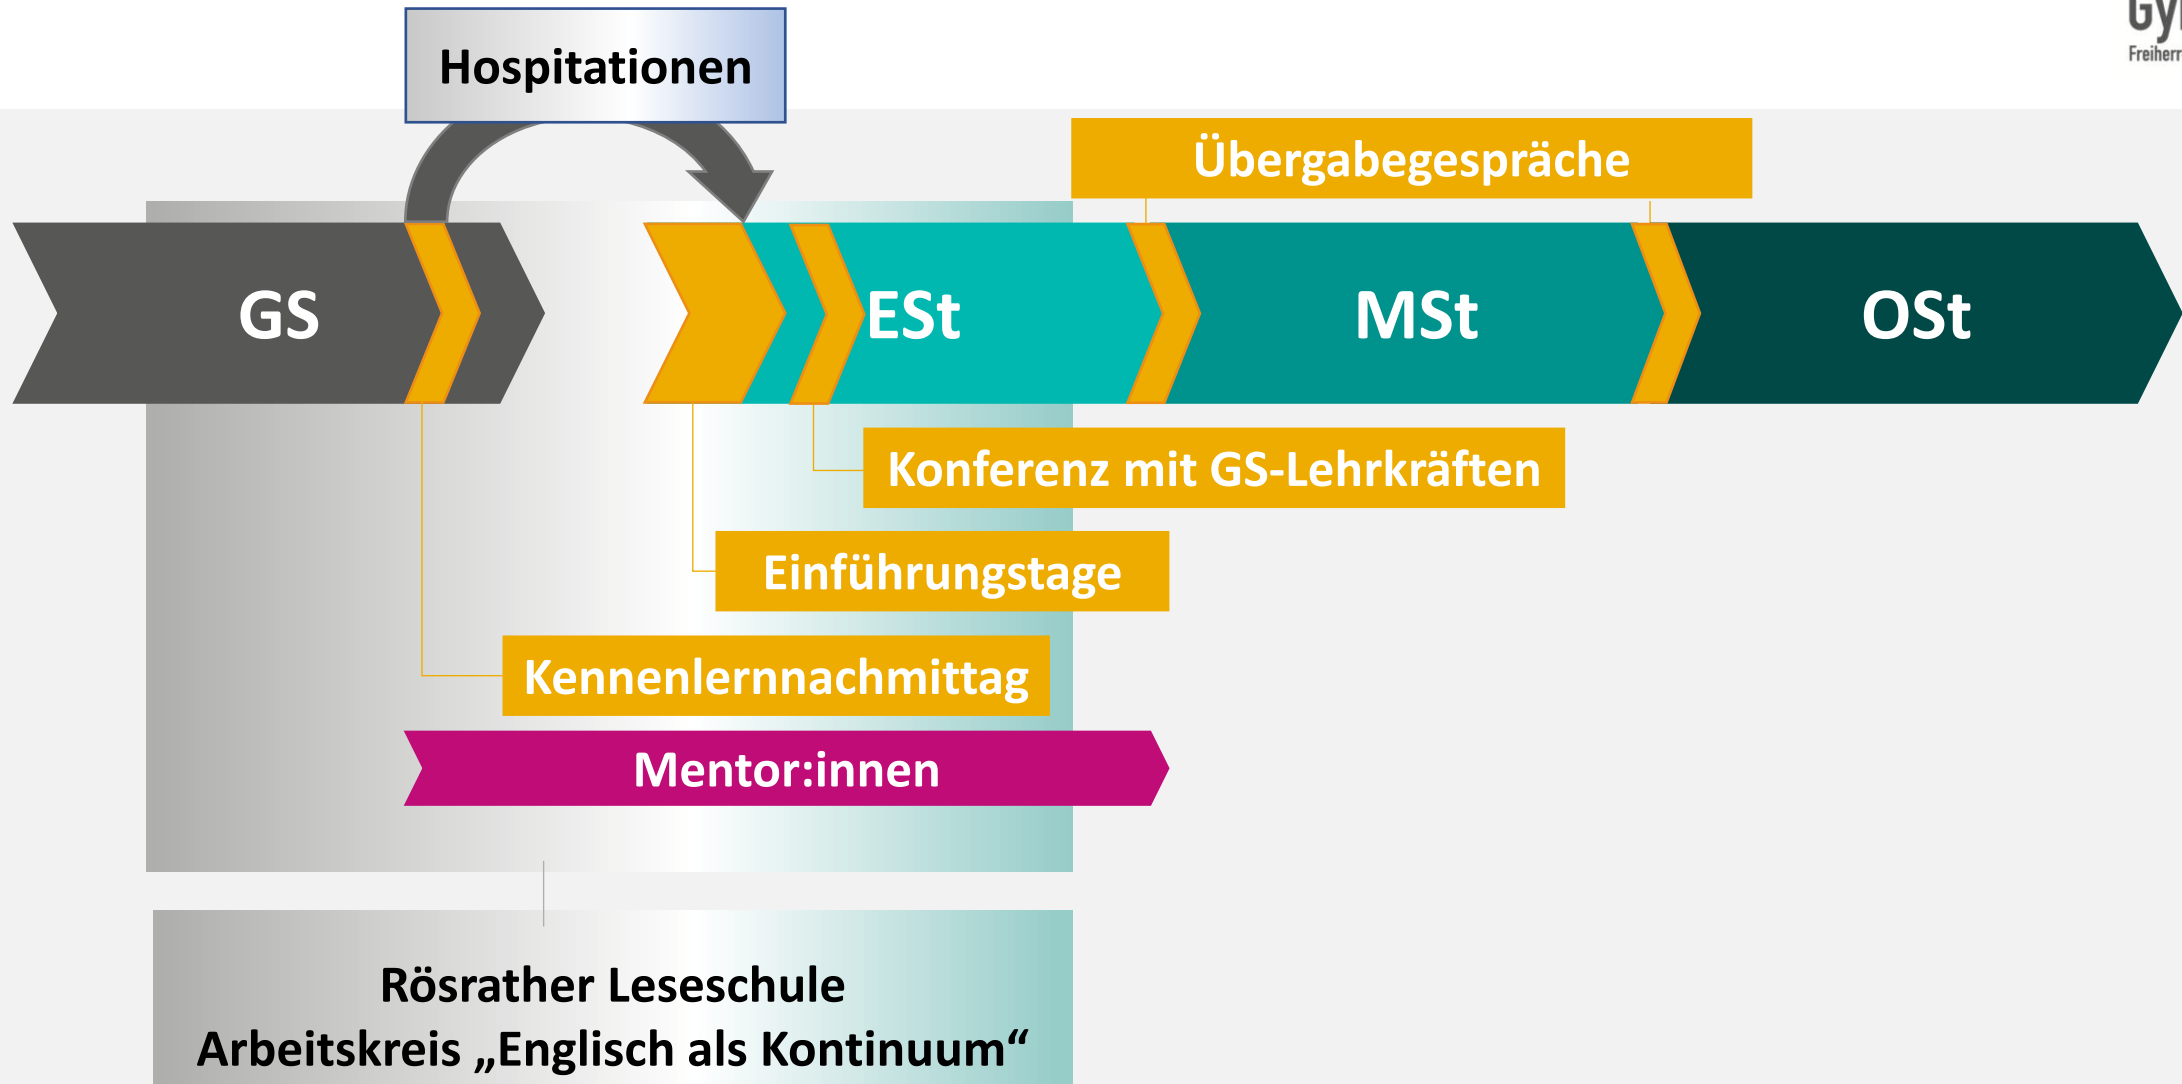 Hospitationen
Freiherr
Übergabegespräche
GS
ESt
MSt
OSt
Konferenz mit GS-Lehrkräften
Einführungstage
Kennenlernnachmittag
Mentor:innen
Rösrather Leseschule
Arbeitskreis „Englisch als Kontinuum“